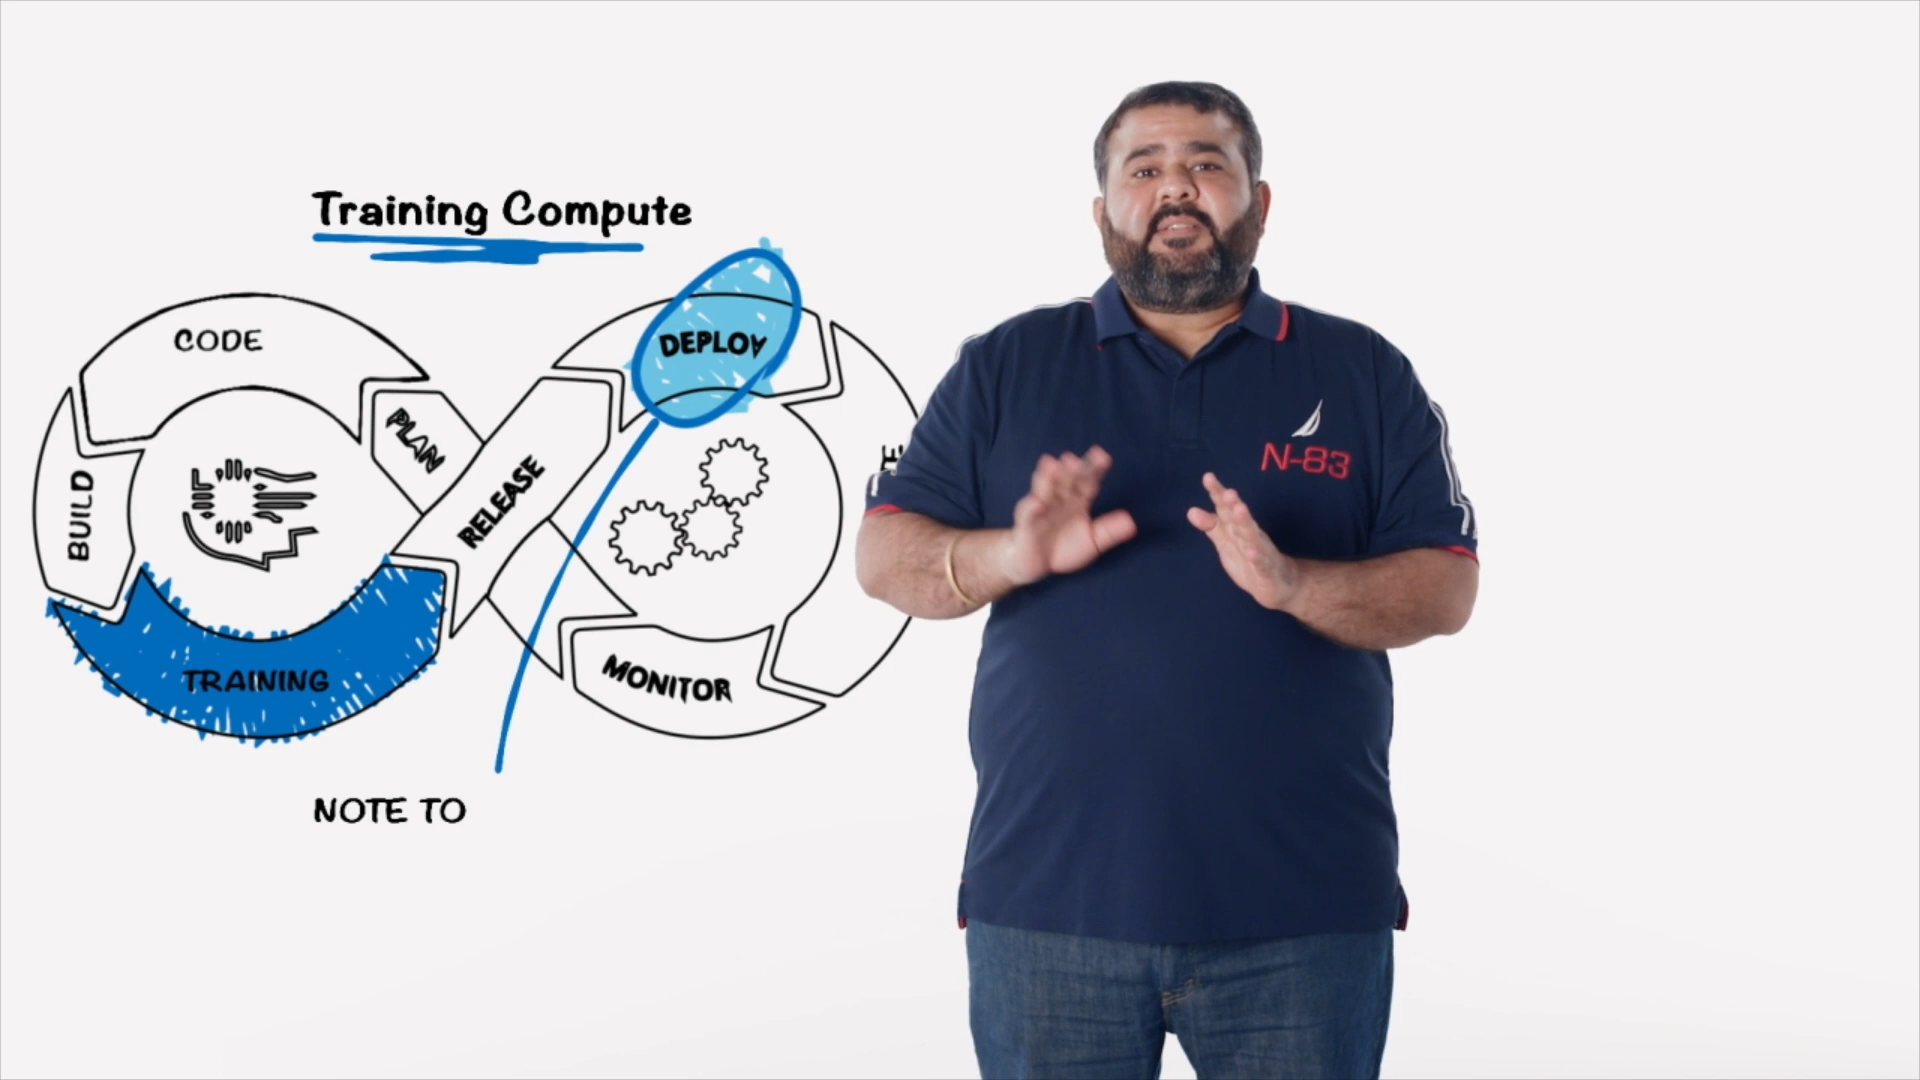 Training Compute
CODE
DEPLOY
PLAN
BUILD
RELEASE
TRAINING
MONITOR
NOTE TO
N-83